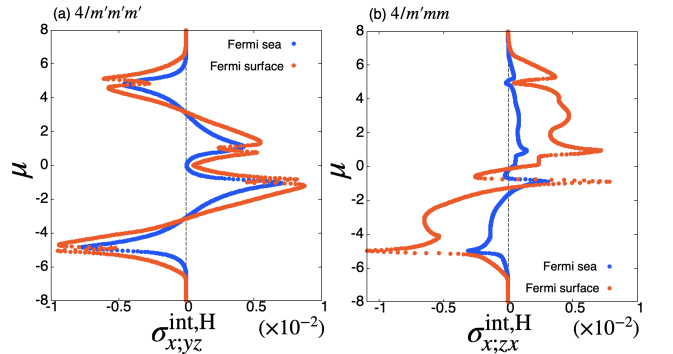 (a) 4/m′m′m′
μ
8
6
4
2
0
-2
-4
-6
-8
Fermi sea
Fermi surface
-1
-0.5
0
0.5
1
σ^{int,H}_{x;yz} (×10⁻²)
(b) 4/m′mm
μ
8
6
4
2
0
-2
-4
-6
-8
Fermi sea
Fermi surface
-1
-0.5
0
0.5
1
σ^{int,H}_{x;zx} (×10⁻²)